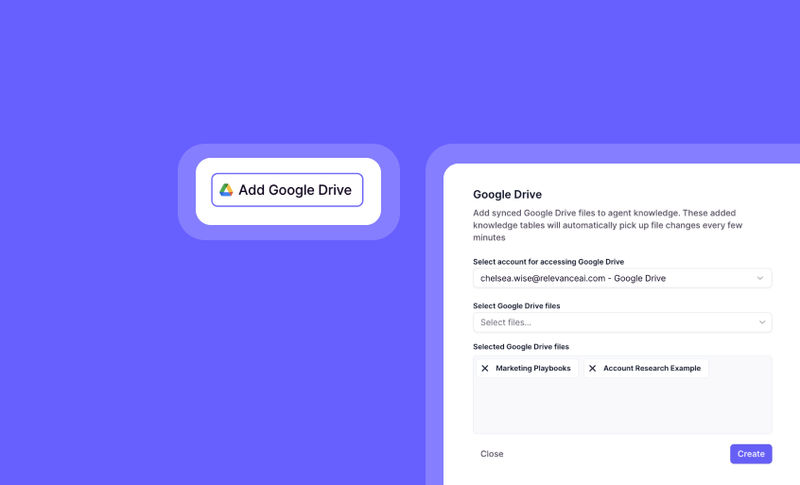 Add Google Drive
Google Drive
Add synced Google Drive files to agent knowledge. These added
knowledge tables will automatically pick up file changes every few
minutes
Select account for accessing Google Drive
chelsea.wise@relevanceai.com - Google Drive
Select Google Drive files
Select files...
Selected Google Drive files
Marketing Playbooks
Account Research Example
Close
Create